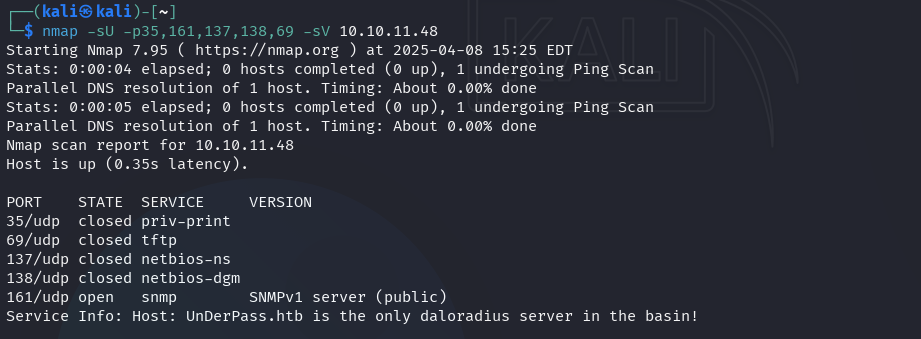 ┌──(kali㉿kali)-[~]
└─$ nmap -sU -p35,161,137,138,69 -sV 10.10.11.48
Starting Nmap 7.95 ( https://nmap.org ) at 2025-04-08 15:25 EDT
Stats: 0:00:04 elapsed; 0 hosts completed (0 up), 1 undergoing Ping Scan
Parallel DNS resolution of 1 host. Timing: About 0.00% done
Stats: 0:00:05 elapsed; 0 hosts completed (0 up), 1 undergoing Ping Scan
Parallel DNS resolution of 1 host. Timing: About 0.00% done
Nmap scan report for 10.10.11.48
Host is up (0.35s latency).

PORT    STATE  SERVICE     VERSION
35/udp  closed priv-print
69/udp  closed tftp
137/udp closed netbios-ns
138/udp closed netbios-dgm
161/udp open   snmp        SNMPv1 server (public)
Service Info: Host: UnDerPass.htb is the only daloradius server in the basin!
KALI